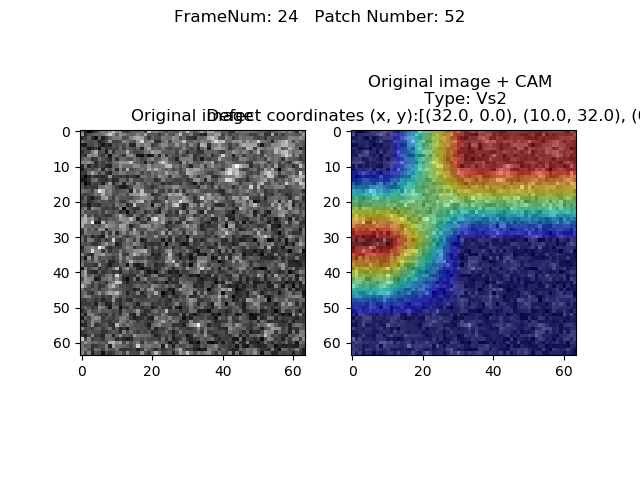 FrameNum: 24   Patch Number: 52
Original image + CAM
Type: Vs2
Original image
Defect coordinates (x, y):[(32.0, 0.0), (10.0, 32.0), (
0
10
20
30
40
50
60
0 20 40 60
0
10
20
30
40
50
60
0 20 40 60